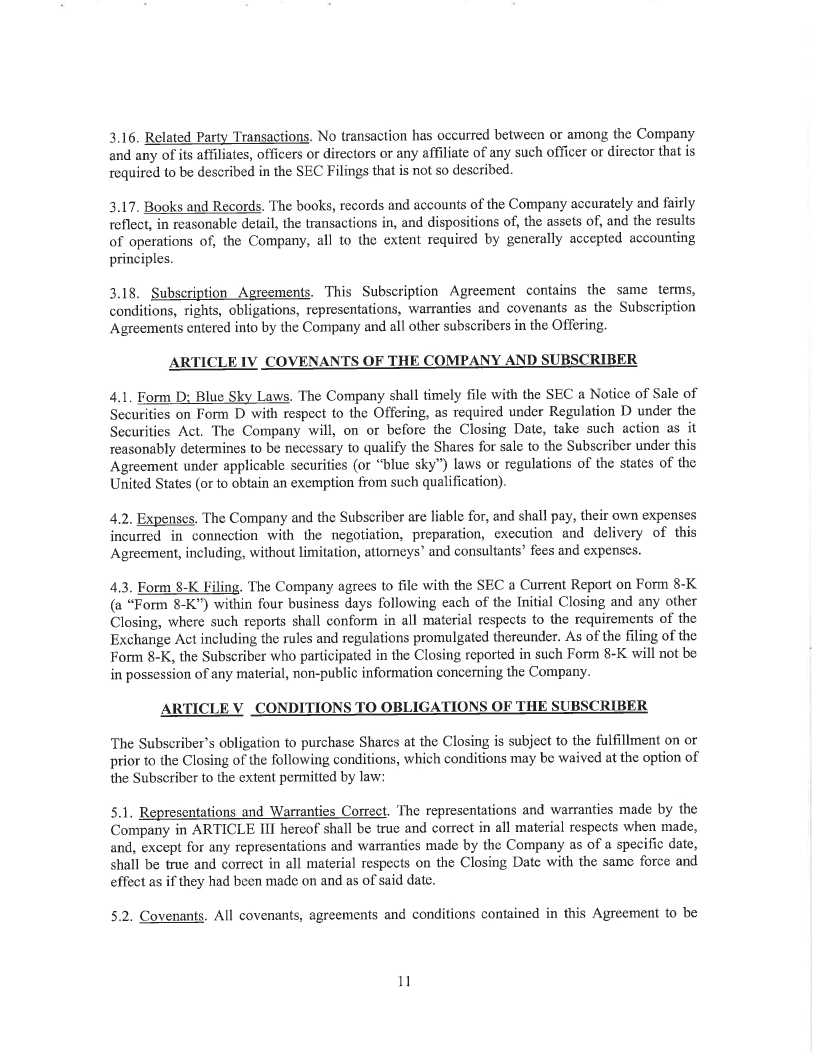 3.16. Related Party Transactions. No transaction has occurred between or among the Company
and any of its affiliates, officers or directors or any affiliate of any such officer or director that is
required to be described in the SEC Filings that is not so described.
3.17. Books and Records. The books, records and accounts of the Company accurately and fairly
reflect, in reasonable detail, the transactions in, and dispositions of, the assets of, and the results
of operations of, the Company, all to the extent required by generally accepted accounting
principles.
3.18. Subscription Agreements. This Subscription Agreement contains the same terms,
conditions, rights, obligations, representations, warranties and covenants as the Subscription
Agreements entered into by the Company and all other subscribers in the Offering.
ARTICLE IV COVENANTS OF THE COMPANY AND SUBSCRIBER
4.1. Form D; Blue Sky Laws. The Company shall timely file with the SEC a Notice of Sale of
Securities on Form D with respect to the Offering, as required under Regulation D under the
Securities Act. The Company will, on or before the Closing Date, take such action as it
reasonably determines to be necessary to qualify the Shares for sale to the Subscriber under this
Agreement under applicable securities (or “blue sky”) laws or regulations of the states of the
United States (or to obtain an exemption from such qualification).
4.2. Expenses. The Company and the Subscriber are liable for, and shall pay, their own expenses
incurred in connection with the negotiation, preparation, execution and delivery of this
Agreement, including, without limitation, attorneys’ and consultants’ fees and expenses.
4.3. Form 8-K Filing. The Company agrees to file with the SEC a Current Report on Form 8-K
(a “Form 8-K”) within four business days following each of the Initial Closing and any other
Closing, where such reports shall conform in all material respects to the requirements of the
Exchange Act including the rules and regulations promulgated thereunder. As of the filing of the
Form 8-K, the Subscriber who participated in the Closing reported in such Form 8-K will not be
in possession of any material, non-public information concerning the Company.
ARTICLE V CONDITIONS TO OBLIGATIONS OF THE SUBSCRIBER
The Subscriber’s obligation to purchase Shares at the Closing is subject to the fulfillment on or
prior to the Closing of the following conditions, which conditions may be waived at the option of
the Subscriber to the extent permitted by law:
5.1. Representations and Warranties Correct. The representations and warranties made by the
Company in ARTICLE III hereof shall be true and correct in all material respects when made,
and, except for any representations and warranties made by the Company as of a specific date,
shall be true and correct in all material respects on the Closing Date with the same force and
effect as if they had been made on and as of said date.
5.2. Covenants. All covenants, agreements and conditions contained in this Agreement to be
11